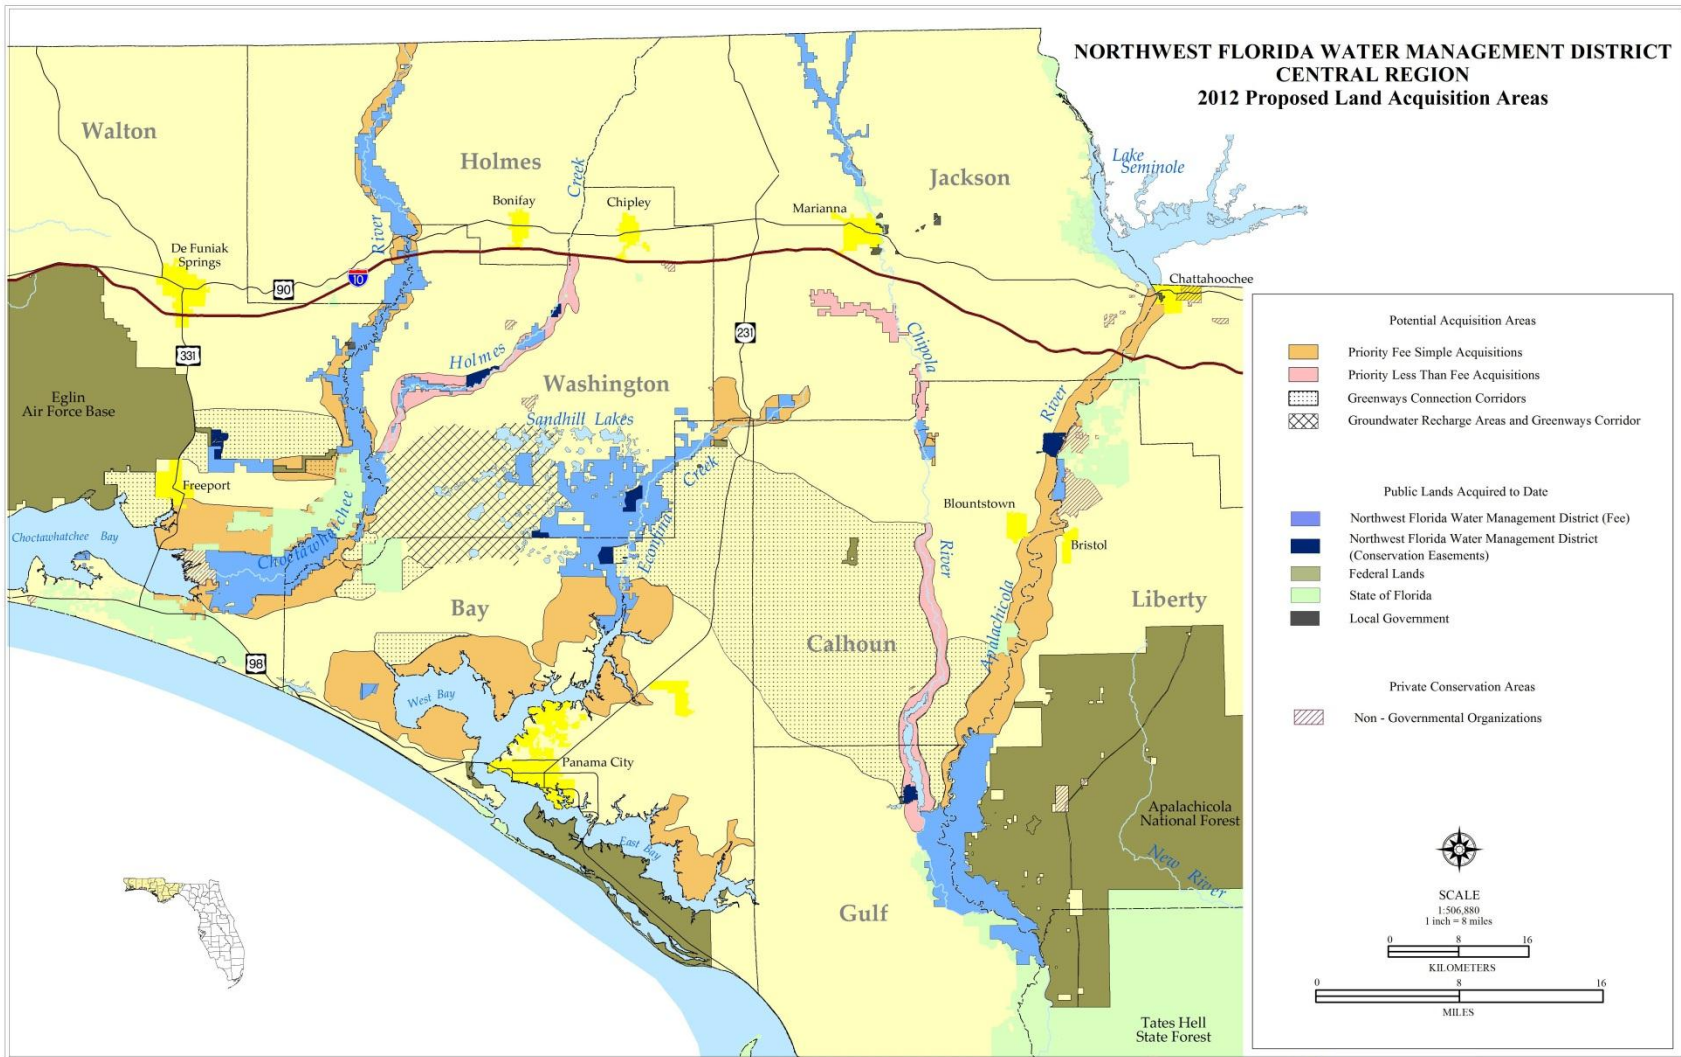 NORTHWEST FLORIDA WATER MANAGEMENT DISTRICT
CENTRAL REGION
2012 Proposed Land Acquisition Areas
Walton
Holmes
Creek
Jackson
Lake
Seminole
River
Bonifay
Chipley
Marianna
De Funiak
Springs
90
10
Chattahoochee
331
231
Holmes
Chipola
Washington
Eglin
Air Force Base
Sandhill Lakes
River
Creek
Freeport
Choctawhatchee
Econfina
Blountstown
Bristol
Choctawhatchee Bay
River
Bay
Calhoun
Apalachicola
Liberty
98
West Bay
Panama City
East Bay
Apalachicola
National Forest
New River
Gulf
Tates Hell
State Forest
Potential Acquisition Areas
Priority Fee Simple Acquisitions
Priority Less Than Fee Acquisitions
Greenways Connection Corridors
Groundwater Recharge Areas and Greenways Corridor
Public Lands Acquired to Date
Northwest Florida Water Management District (Fee)
Northwest Florida Water Management District
(Conservation Easements)
Federal Lands
State of Florida
Local Government
Private Conservation Areas
Non - Governmental Organizations
SCALE
1:506,880
1 inch = 8 miles
0 8 16
KILOMETERS
0 8 16
MILES